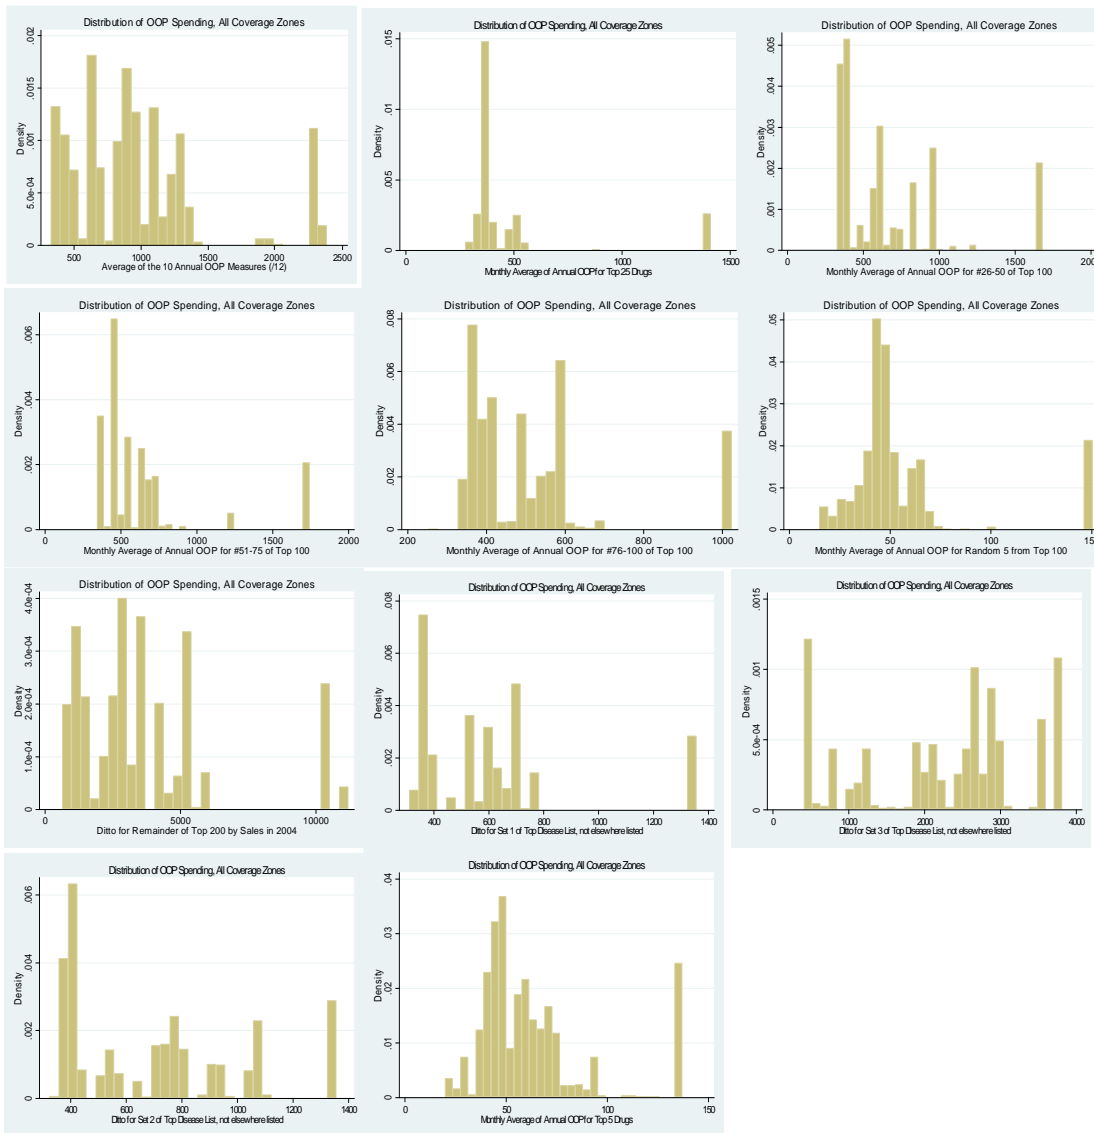 Distribution of OOP Spending, All Coverage Zones
Density
0
5.0e-04
.001
.0015
.002
500
1000
1500
2000
2500
Average of the 10 Annual OOP Measures (/12)
Distribution of OOP Spending, All Coverage Zones
Density
0
.005
.01
.015
0
500
1000
1500
Monthly Average of Annual OOP for Top 25 Drugs
Distribution of OOP Spending, All Coverage Zones
Density
0
.001
.002
.003
.004
.005
0
500
1000
1500
Monthly Average of Annual OOP for #26-50 of Top 100
Distribution of OOP Spending, All Coverage Zones
Density
0
.002
.004
.006
0
500
1000
1500
2000
Monthly Average of Annual OOP for #51-75 of Top 100
Distribution of OOP Spending, All Coverage Zones
Density
0
.002
.004
.006
.008
200
400
600
800
1000
Monthly Average of Annual OOP for #76-100 of Top 100
Distribution of OOP Spending, All Coverage Zones
Density
0
.01
.02
.03
.04
.05
0
50
100
Monthly Average of Annual OOP for Random 5 from Top 100
Distribution of OOP Spending, All Coverage Zones
Density
0
1.0e-04
2.0e-04
3.0e-04
4.0e-04
0
5000
10000
Ditto for Remainder of Top 200 by Sales in 2004
Distribution of OOP Spending, All Coverage Zones
Density
0
.002
.004
.006
.008
400
600
800
1000
1200
1400
Ditto for Set 1 of Top Disease List, not elsewhere listed
Distribution of OOP Spending, All Coverage Zones
Density
0
5.0e-04
.001
.0015
0
1000
2000
3000
4000
Ditto for Set 3 of Top Disease List, not elsewhere listed
Distribution of OOP Spending, All Coverage Zones
Density
0
.002
.004
.006
400
600
800
1000
1200
1400
Ditto for Set 2 of Top Disease List, not elsewhere listed
Distribution of OOP Spending, All Coverage Zones
Density
0
.01
.02
.03
.04
0
50
100
150
Monthly Average of Annual OOP for Top 5 Drugs